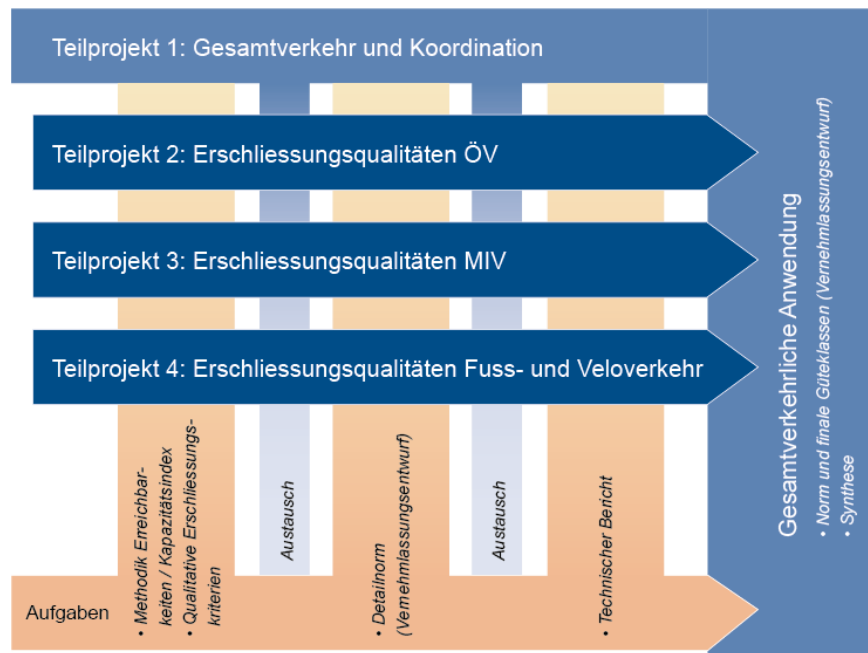 Teilprojekt 1: Gesamtverkehr und Koordination
Teilprojekt 2: Erschliessungsqualitäten ÖV
Teilprojekt 3: Erschliessungsqualitäten MIV
Teilprojekt 4: Erschliessungsqualitäten Fuss- und Veloverkehr
Aufgaben
• Methodik Erreichbar-
keiten / Kapazitätsindex
• Qualitative Erschliessungs-
kriterien
Austausch
• Detailnorm
(Vernehmlassungsentwurf)
Austausch
• Technischer Bericht
Gesamtverkehrliche Anwendung
• Norm und finale Güteklassen (Vernehmlassungsentwurf)
• Synthese